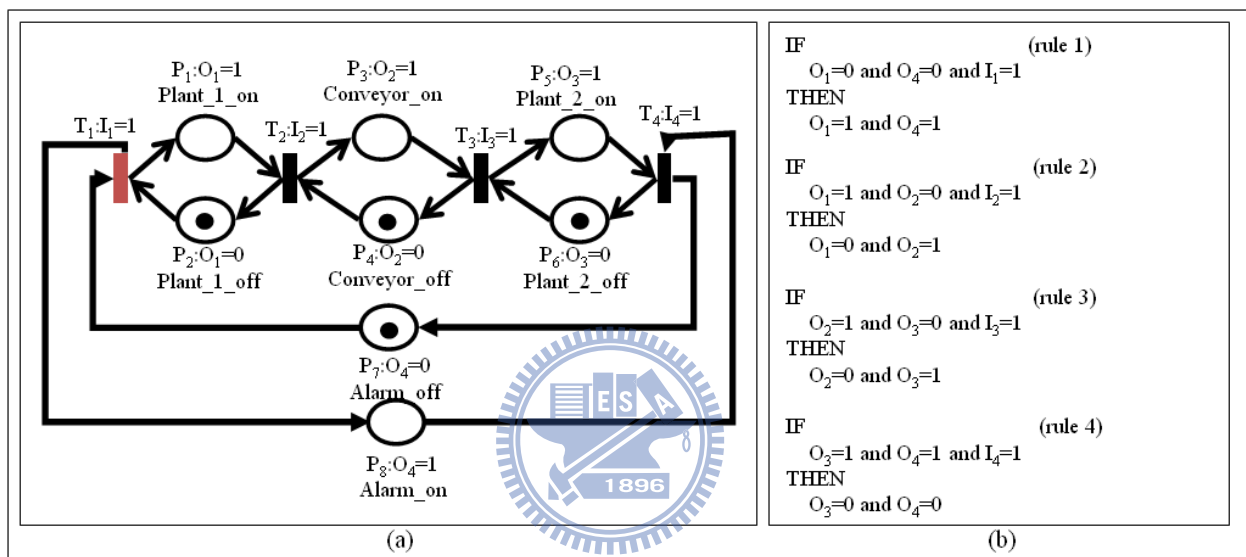 P₁:O₁=1
Plant_1_on
P₃:O₂=1
Conveyor_on
P₅:O₃=1
Plant_2_on
T₁:I₁=1
T₂:I₂=1
T₃:I₃=1
T₄:I₄=1
P₂:O₁=0
Plant_1_off
P₄:O₂=0
Conveyor_off
P₆:O₃=0
Plant_2_off
P₇:O₄=0
Alarm_off
P₈:O₄=1
Alarm_on
E S A
1896
(a)
IF (rule 1)
O₁=0 and O₄=0 and I₁=1
THEN
O₁=1 and O₄=1
IF (rule 2)
O₁=1 and O₂=0 and I₂=1
THEN
O₁=0 and O₂=1
IF (rule 3)
O₂=1 and O₃=0 and I₃=1
THEN
O₂=0 and O₃=1
IF (rule 4)
O₃=1 and O₄=1 and I₄=1
THEN
O₃=0 and O₄=0
(b)